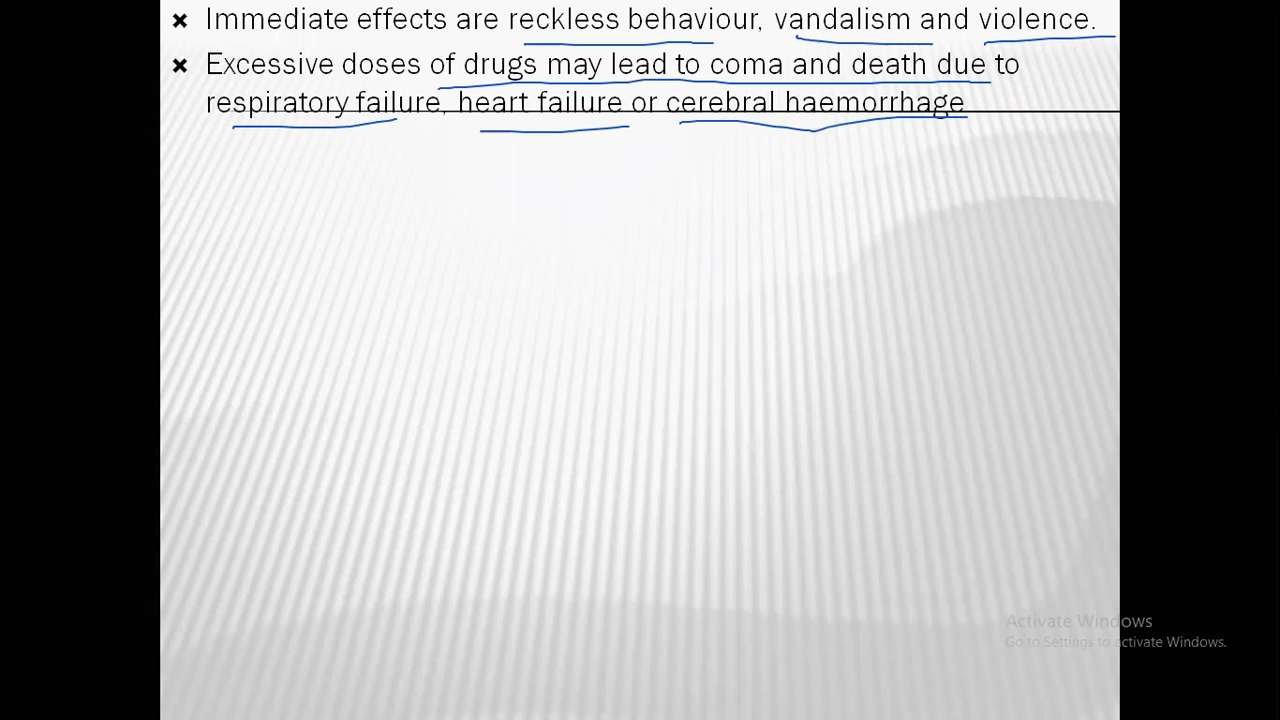 × Immediate effects are reckless behaviour, vandalism and violence.
× Excessive doses of drugs may lead to coma and death due to
respiratory failure, heart failure or cerebral haemorrhage
Activate Windows
Go to Settings to activate Windows.